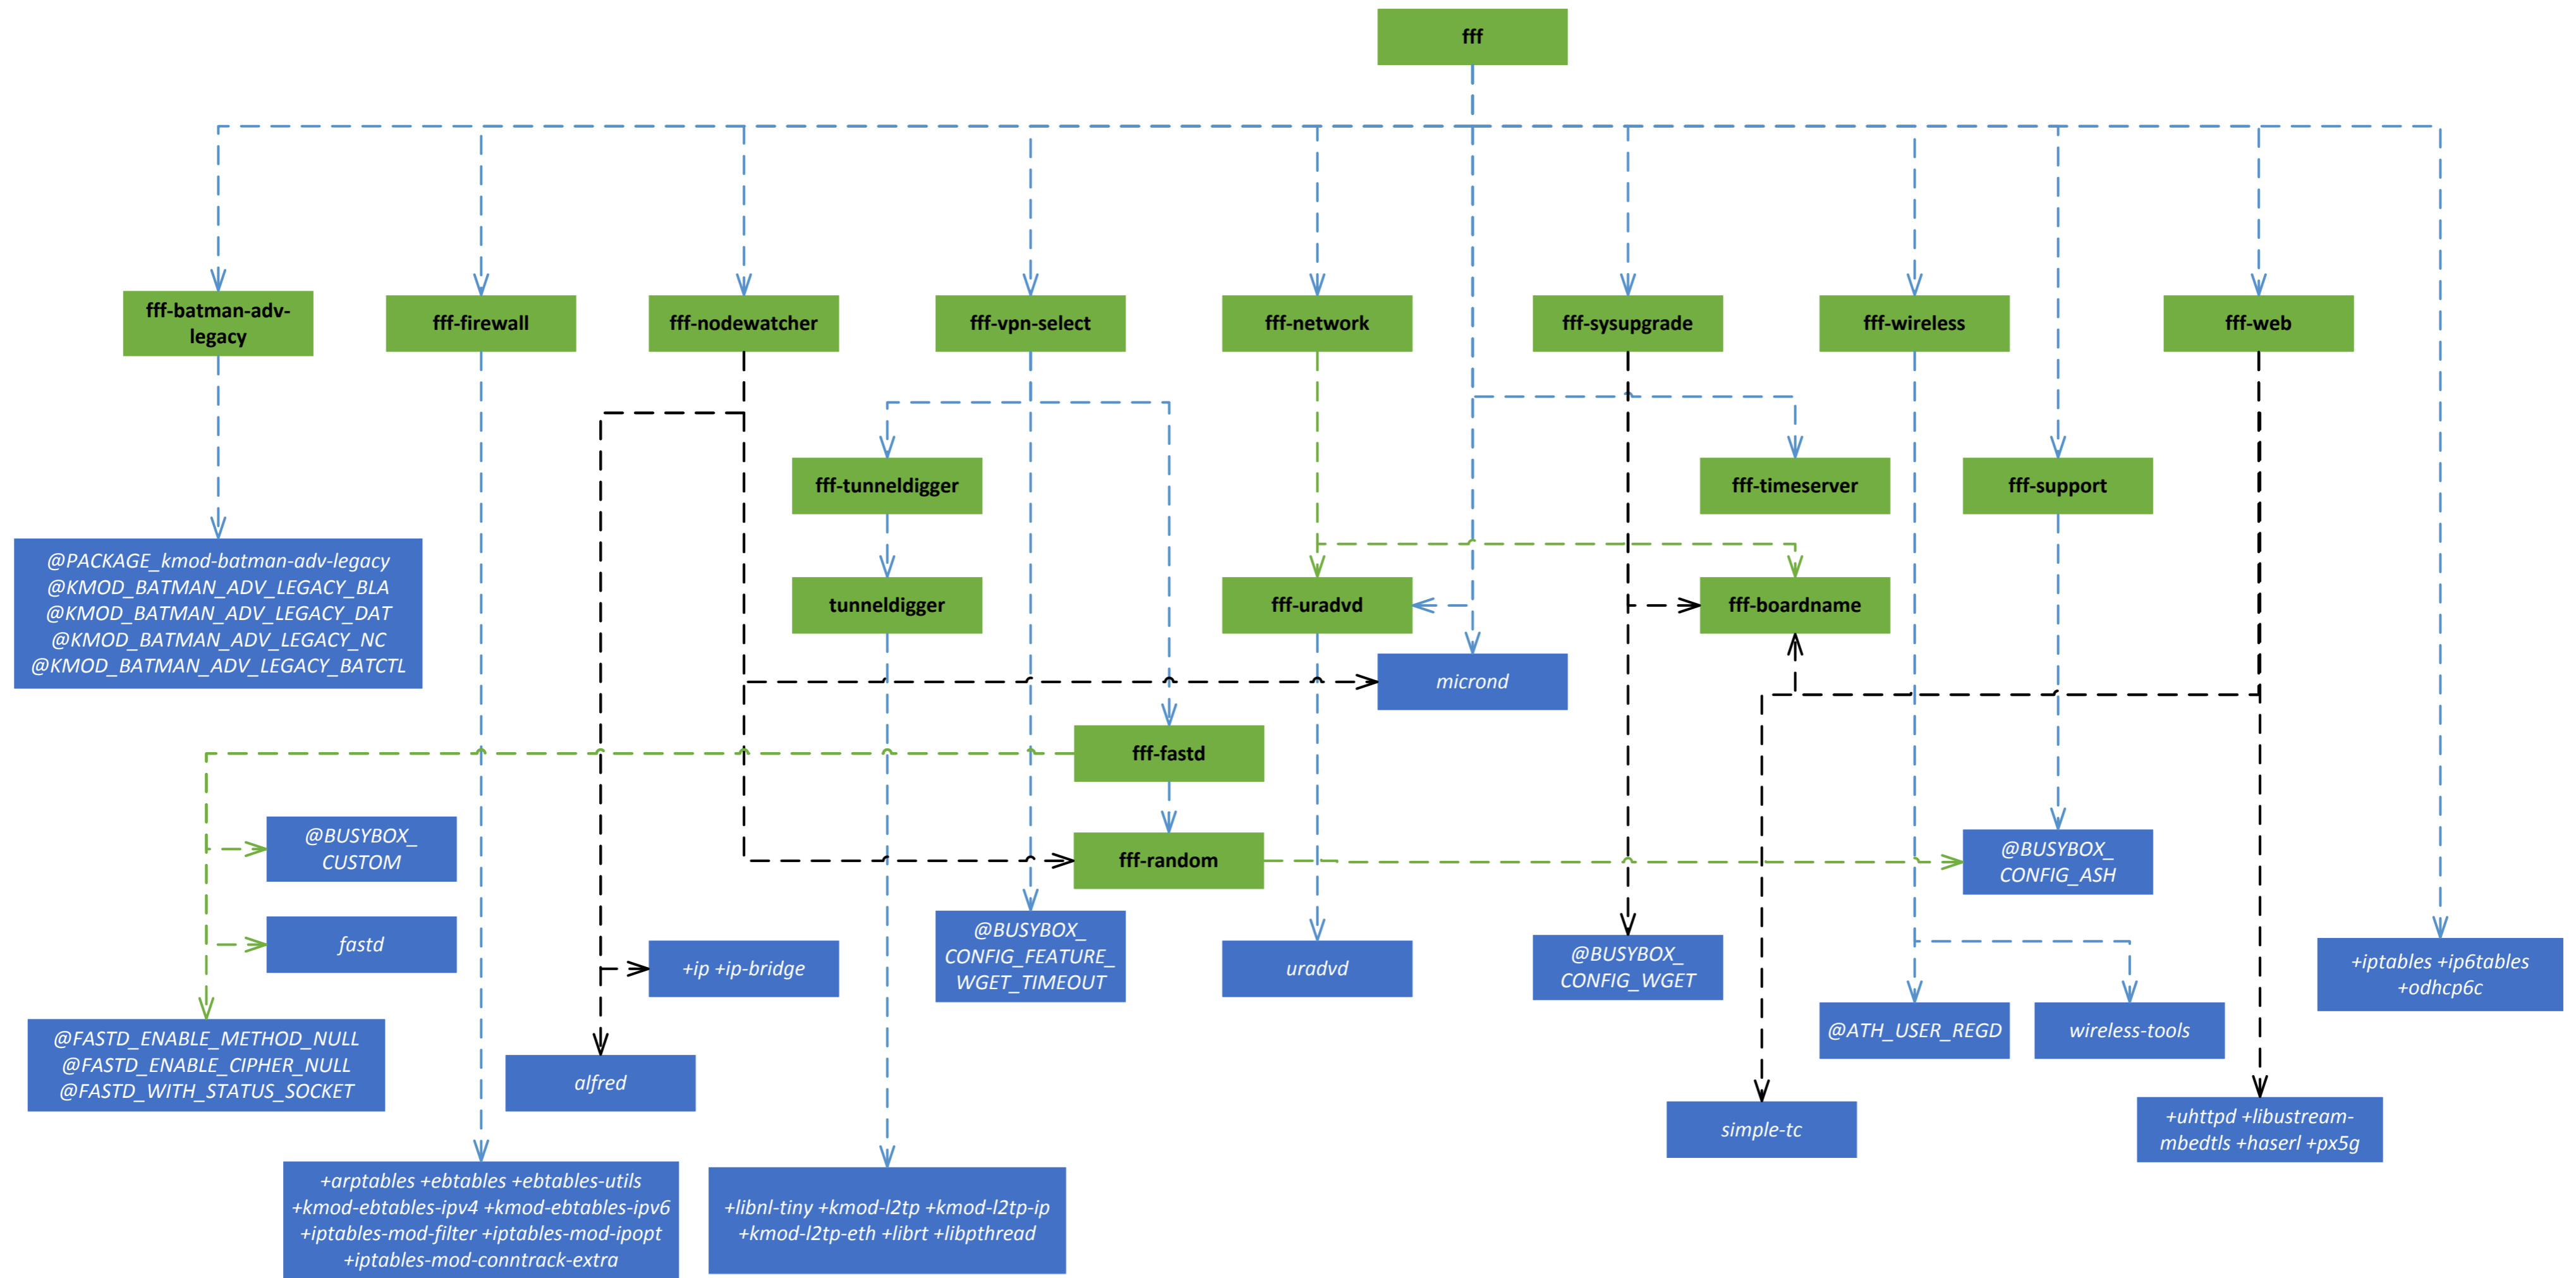 fff
fff-batman-adv-
legacy
fff-firewall
fff-nodewatcher
fff-vpn-select
fff-network
fff-sysupgrade
fff-wireless
fff-web
fff-tunneldigger
fff-timeserver
fff-support
@PACKAGE_kmod-batman-adv-legacy
@KMOD_BATMAN_ADV_LEGACY_BLA
@KMOD_BATMAN_ADV_LEGACY_DAT
@KMOD_BATMAN_ADV_LEGACY_NC
@KMOD_BATMAN_ADV_LEGACY_BATCTL
tunneldigger
fff-uradvd
fff-boardname
micrond
fff-fastd
@BUSYBOX_
CUSTOM
fff-random
@BUSYBOX_
CONFIG_ASH
fastd
+ip +ip-bridge
@BUSYBOX_
CONFIG_FEATURE_
WGET_TIMEOUT
uradvd
@BUSYBOX_
CONFIG_WGET
+iptables +ip6tables
+odhcp6c
@FASTD_ENABLE_METHOD_NULL
@FASTD_ENABLE_CIPHER_NULL
@FASTD_WITH_STATUS_SOCKET
alfred
@ATH_USER_REGD
wireless-tools
simple-tc
+uhttpd +libustream-
mbedtls +haserl +px5g
+arptables +ebtables +ebtables-utils
+kmod-ebtables-ipv4 +kmod-ebtables-ipv6
+iptables-mod-filter +iptables-mod-ipopt
+iptables-mod-conntrack-extra
+libnl-tiny +kmod-l2tp +kmod-l2tp-ip
+kmod-l2tp-eth +librt +libpthread